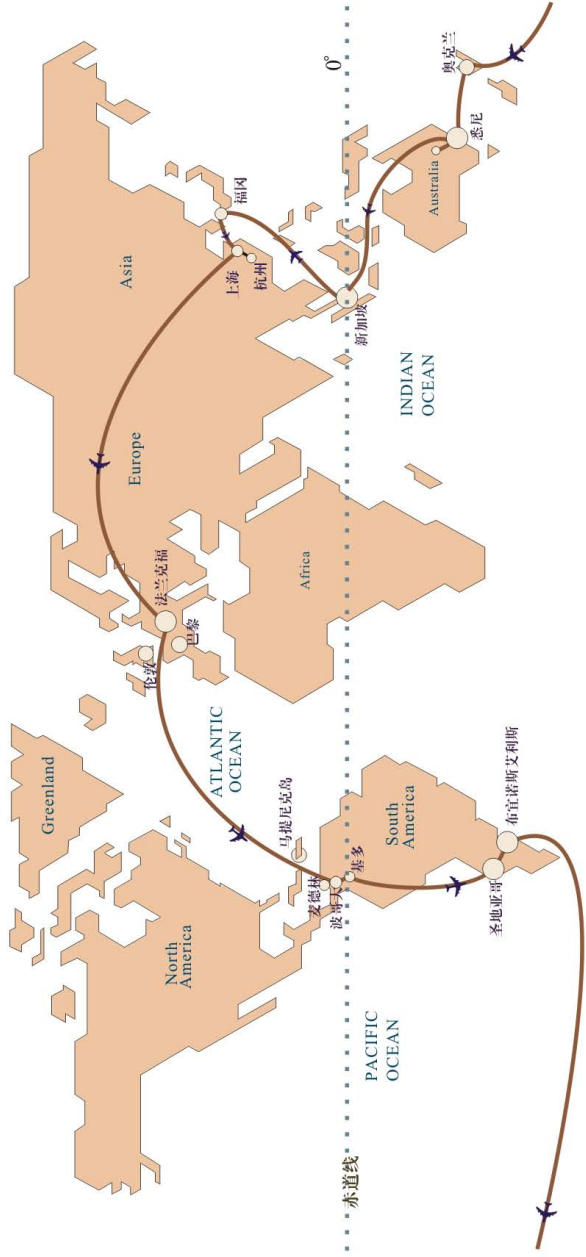 Greenland
North
America
ATLANTIC
OCEAN
Europe
Asia
伦敦
法兰克福
巴黎
上海
杭州
福冈
马提尼克岛
麦德林
波哥大
基多
Africa
赤道线
0°
新加坡
PACIFIC
OCEAN
South
America
INDIAN
OCEAN
Australia
悉尼
奥克兰
圣地亚哥
布宜诺斯艾利斯